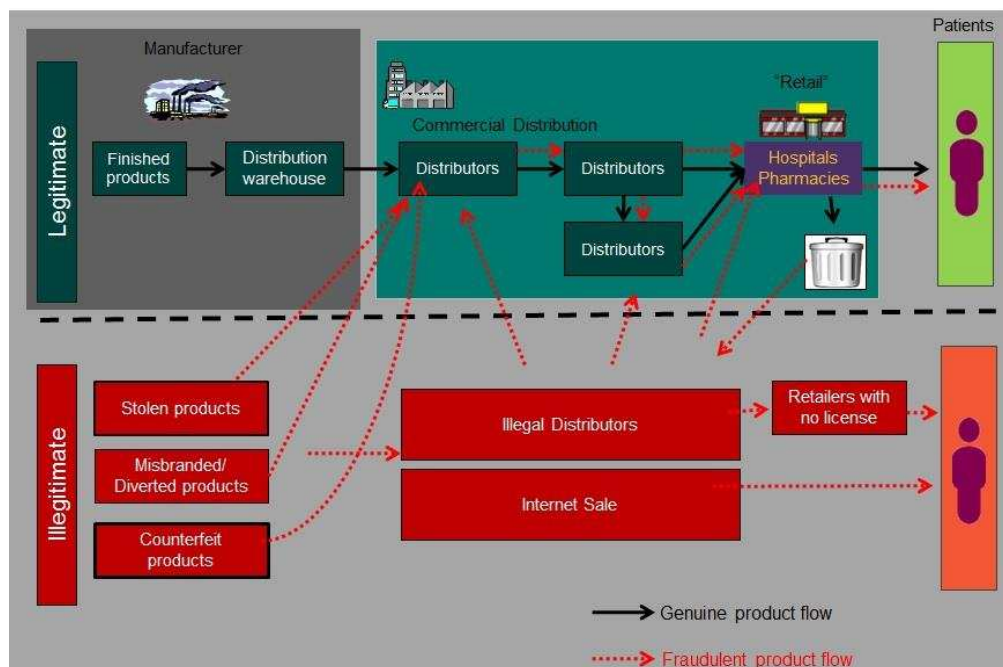 Patients
Manufacturer
"Retail"
Commercial Distribution
Legitimate
Finished
products
Distribution
warehouse
Distributors
Distributors
Hospitals
Pharmacies
Distributors
Illegitimate
Stolen products
Misbranded/
Diverted products
Counterfeit
products
Illegal Distributors
Internet Sale
Retailers with
no license
Genuine product flow
Fraudulent product flow